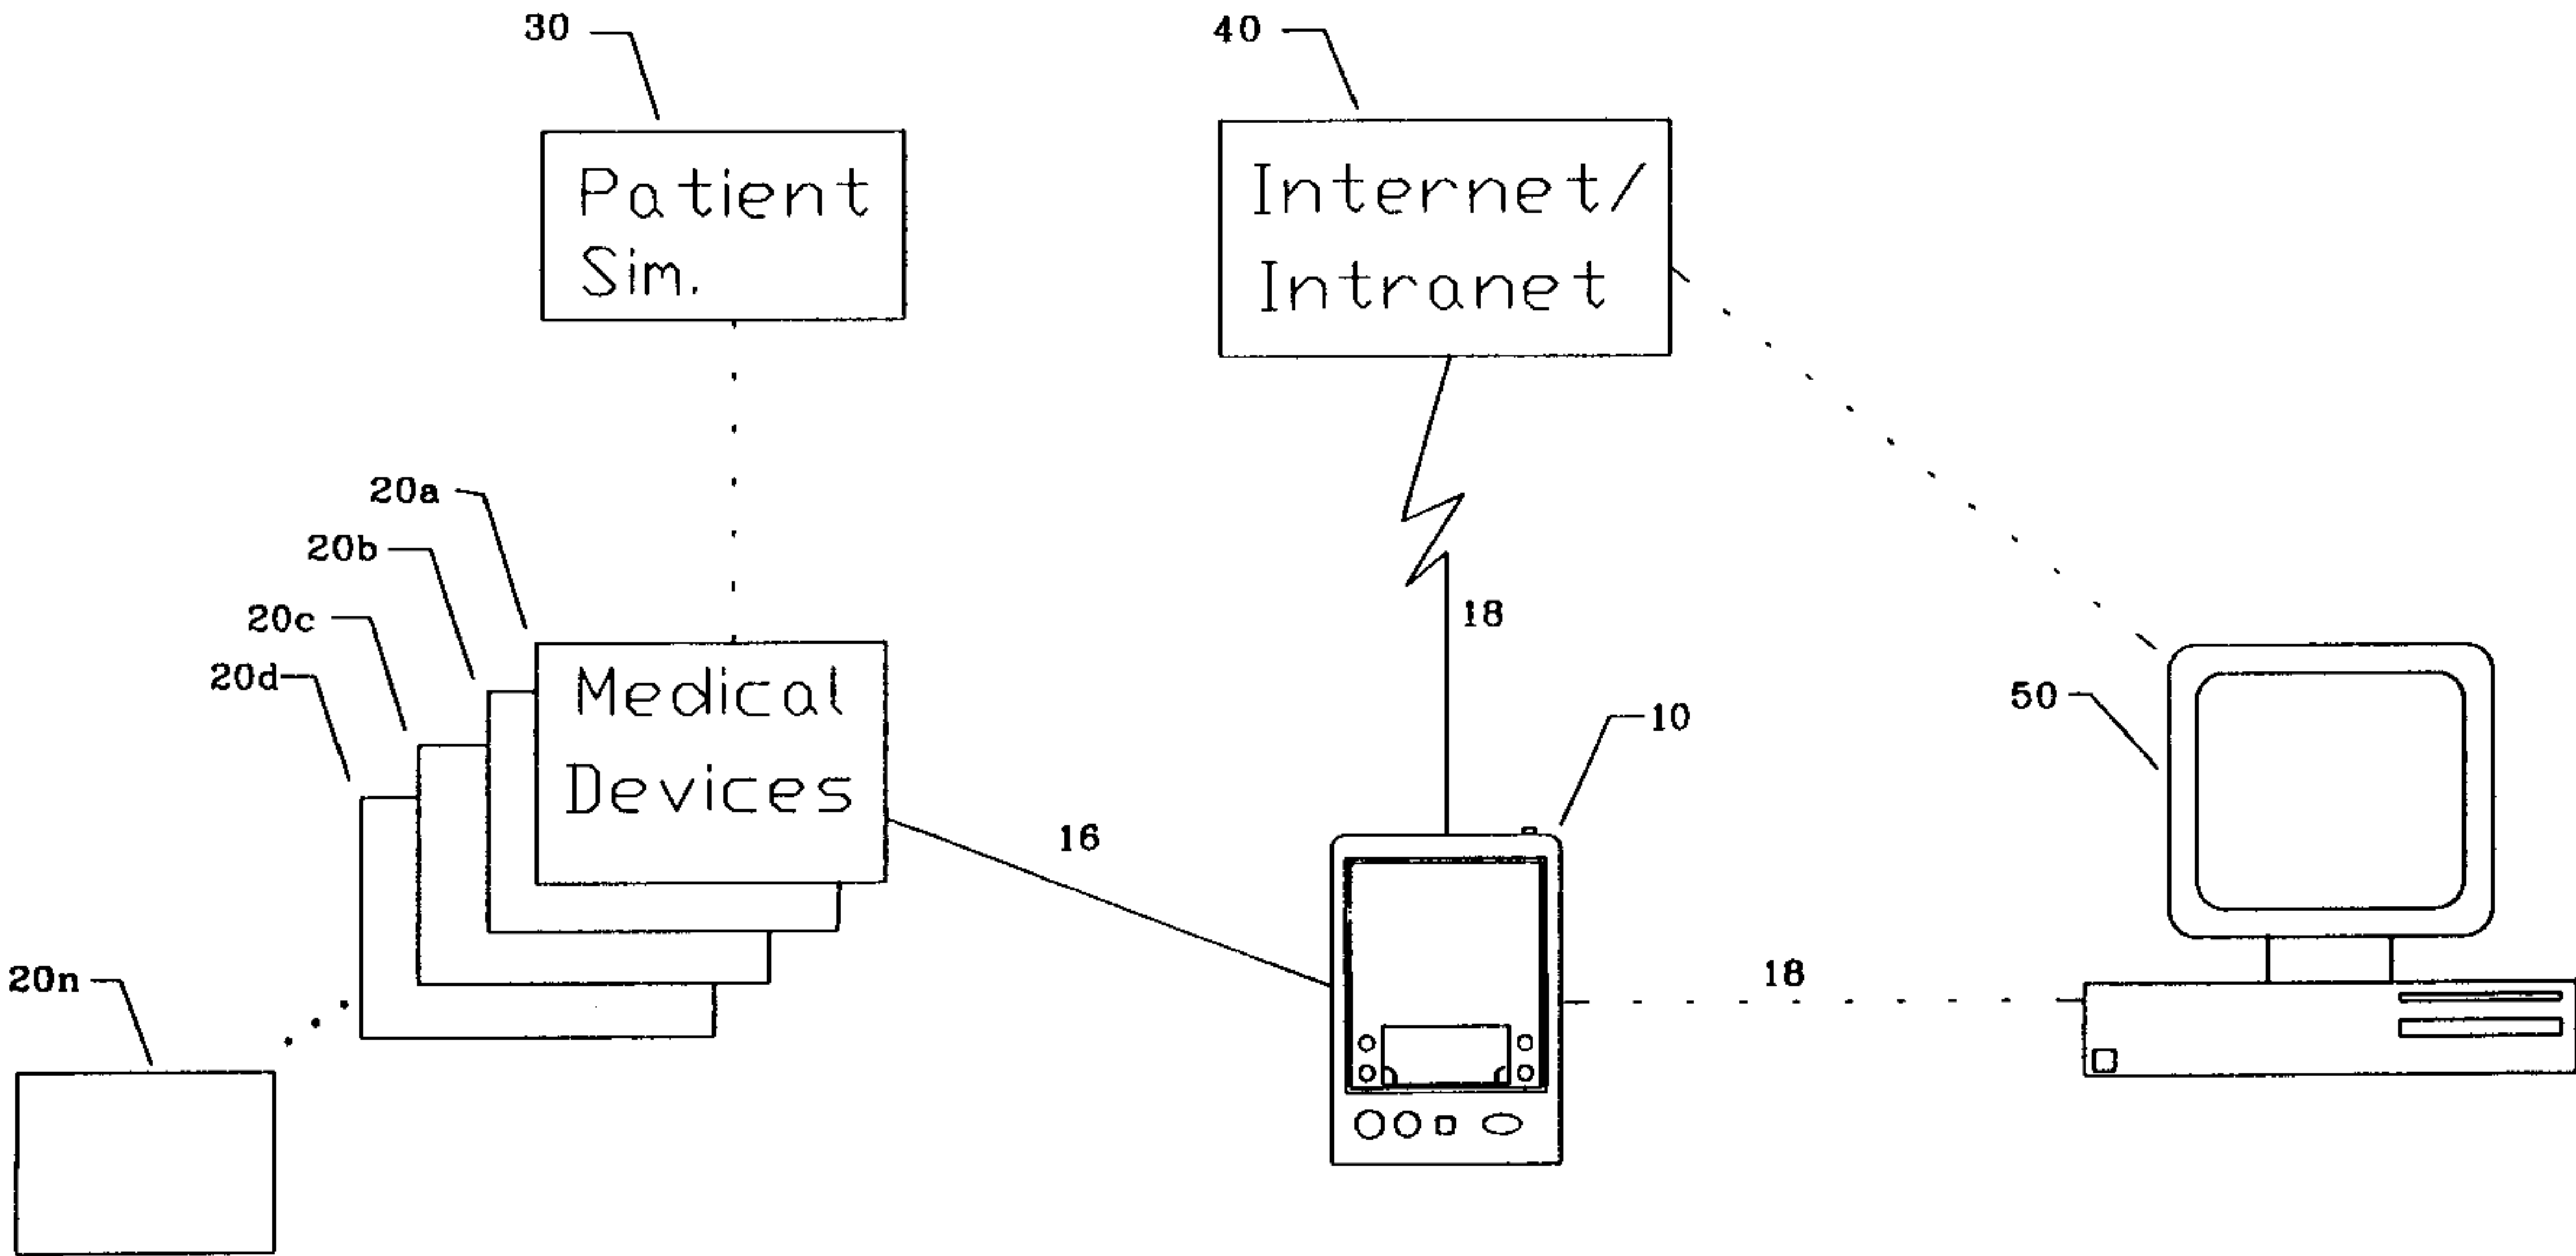 30
40
Patient
Sim.
Internet/
Intranet
20a
20b
20c
20d
18
Medical
Devices
50
10
16
20n
18